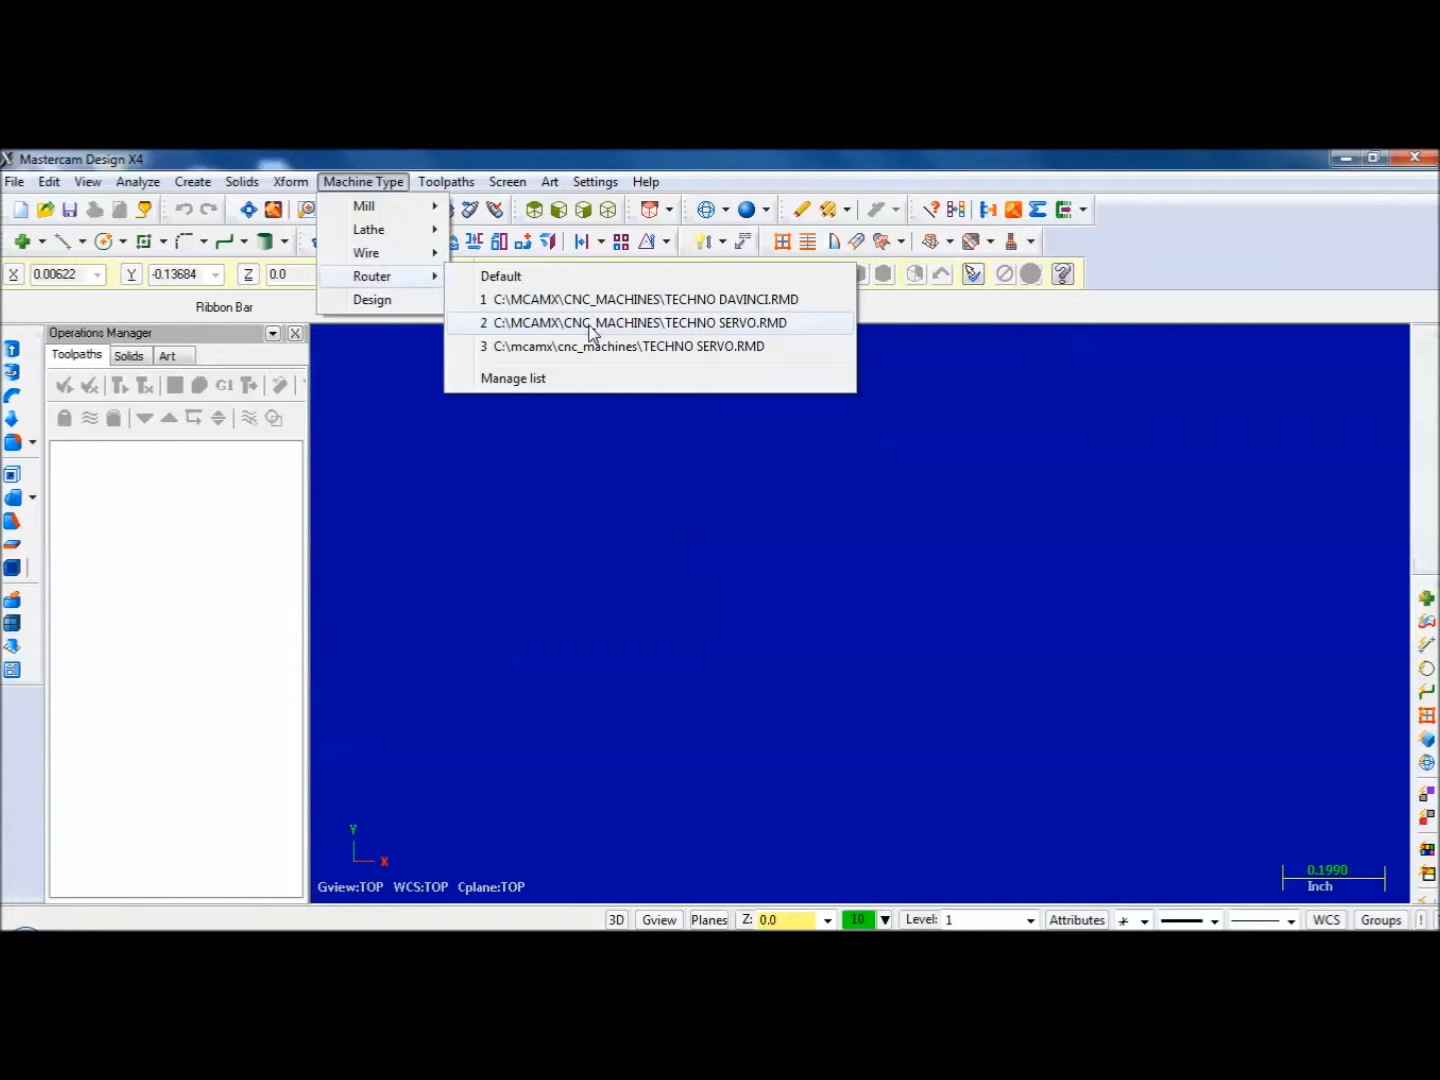 Mastercam Design X4
File Edit View Analyze Create Solids Xform Machine Type Toolpaths Screen Art Settings Help
Mill
Lathe
Wire
Router
Design
X 0.00622 Y -0.13684 Z 0.0
Default
1 C:\MCAMX\CNC_MACHINES\TECHNO DAVINCI.RMD
2 C:\MCAMX\CNC_MACHINES\TECHNO SERVO.RMD
3 C:\mcamx\cnc_machines\TECHNO SERVO.RMD
Manage list
Ribbon Bar
Operations Manager
Toolpaths Solids Art
G1
Y
X
Gview:TOP WCS:TOP Cplane:TOP
0.1990
Inch
3D Gview Planes Z: 0.0 10 Level: 1 Attributes WCS Groups !